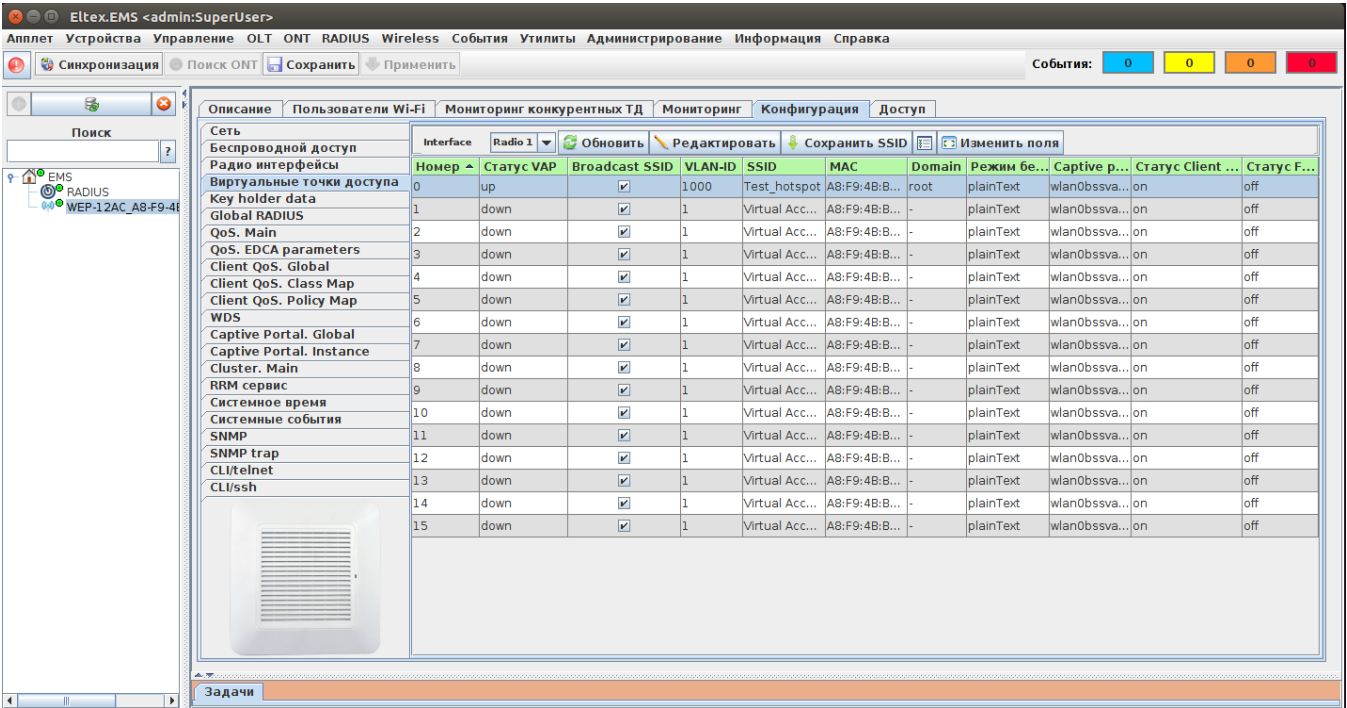 Eltex.EMS <admin:SuperUser>
Апплет Устройства Управление OLT ONT RADIUS Wireless События Утилиты Администрирование Информация Справка
Синхронизация Поиск ONT Сохранить Применить События: 0 0 0 0
Поиск
?
EMS
RADIUS
WEP-12AC_A8-F9-4B
Описание Пользователи Wi-Fi Мониторинг конкурентных ТД Мониторинг Конфигурация Доступ
Сеть
Беспроводной доступ
Радио интерфейсы
Виртуальные точки доступа
Key holder data
Global RADIUS
QoS. Main
QoS. EDCA parameters
Client QoS. Global
Client QoS. Class Map
Client QoS. Policy Map
WDS
Captive Portal. Global
Captive Portal. Instance
Cluster. Main
RRM сервис
Системное время
Системные события
SNMP
SNMP trap
CLI/telnet
CLI/ssh
Interface Radio 1 Обновить Редактировать Сохранить SSID Изменить поля
Номер Статус VAP Broadcast SSID VLAN-ID SSID MAC Domain Режим бе... Captive p... Статус Client ... Статус F...
0 up 1000 Test_hotspot A8:F9:4B:B... root plainText wlan0bssva... on off
1 down 1 Virtual Acc... A8:F9:4B:B... - plainText wlan0bssva... on off
2 down 1 Virtual Acc... A8:F9:4B:B... - plainText wlan0bssva... on off
3 down 1 Virtual Acc... A8:F9:4B:B... - plainText wlan0bssva... on off
4 down 1 Virtual Acc... A8:F9:4B:B... - plainText wlan0bssva... on off
5 down 1 Virtual Acc... A8:F9:4B:B... - plainText wlan0bssva... on off
6 down 1 Virtual Acc... A8:F9:4B:B... - plainText wlan0bssva... on off
7 down 1 Virtual Acc... A8:F9:4B:B... - plainText wlan0bssva... on off
8 down 1 Virtual Acc... A8:F9:4B:B... - plainText wlan0bssva... on off
9 down 1 Virtual Acc... A8:F9:4B:B... - plainText wlan0bssva... on off
10 down 1 Virtual Acc... A8:F9:4B:B... - plainText wlan0bssva... on off
11 down 1 Virtual Acc... A8:F9:4B:B... - plainText wlan0bssva... on off
12 down 1 Virtual Acc... A8:F9:4B:B... - plainText wlan0bssva... on off
13 down 1 Virtual Acc... A8:F9:4B:B... - plainText wlan0bssva... on off
14 down 1 Virtual Acc... A8:F9:4B:B... - plainText wlan0bssva... on off
15 down 1 Virtual Acc... A8:F9:4B:B... - plainText wlan0bssva... on off
Задачи